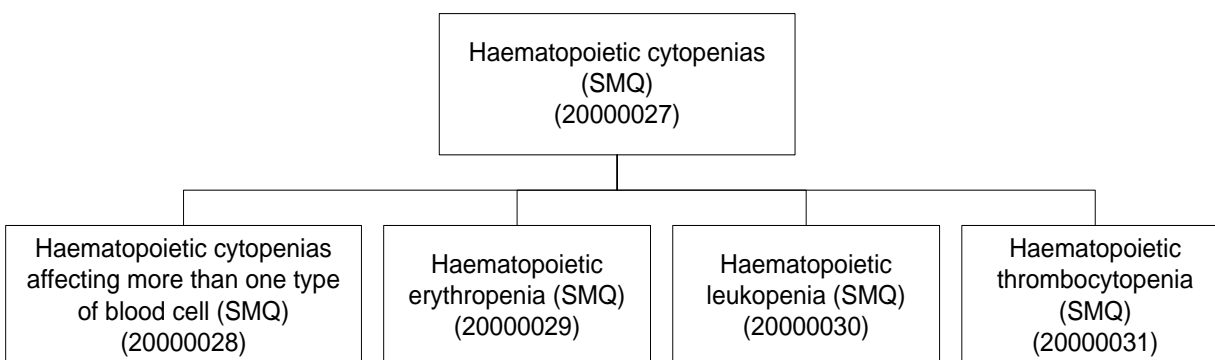 Haematopoietic cytopenias
(SMQ)
(20000027)
Haematopoietic cytopenias
affecting more than one type
of blood cell (SMQ)
(20000028)
Haematopoietic
erythropenia (SMQ)
(20000029)
Haematopoietic
leukopenia (SMQ)
(20000030)
Haematopoietic
thrombocytopenia
(SMQ)
(20000031)